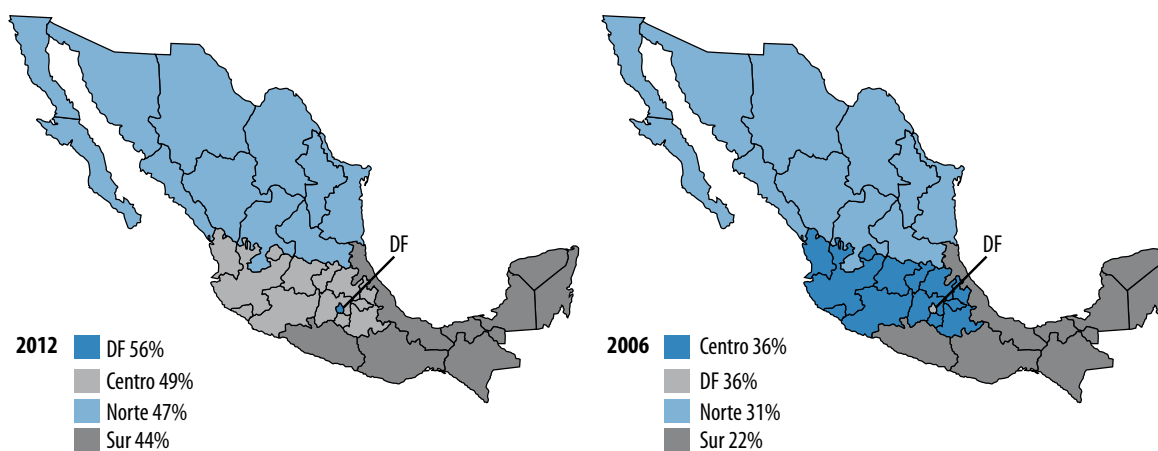 DF
2012
DF 56%
Centro 49%
Norte 47%
Sur 44%
DF
2006
Centro 36%
DF 36%
Norte 31%
Sur 22%